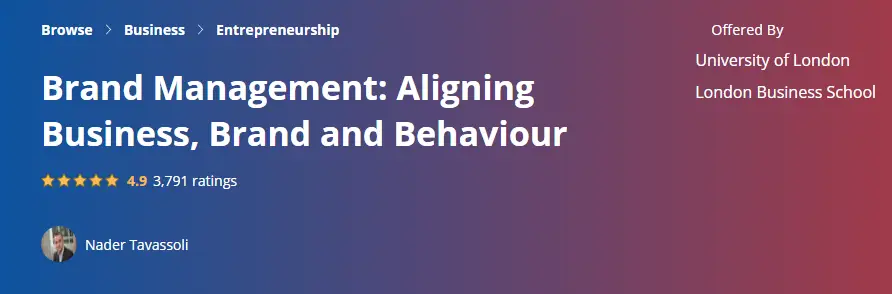 Browse > Business > Entrepreneurship
Offered By
University of London
London Business School
Brand Management: Aligning
Business, Brand and Behaviour
4.9 3,791 ratings
Nader Tavassoli